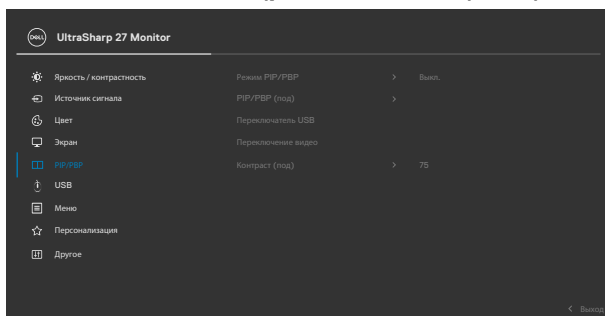 DELL UltraSharp 27 Monitor
Яркость / контрастность Режим PIP/PBP > Выкл.
Источник сигнала PIP/PBP (под) >
Цвет Переключатель USB
Экран Переключение видео
PIP/PBP Контраст (под) > 75
USB
Меню
Персонализация
Другое
< Выход